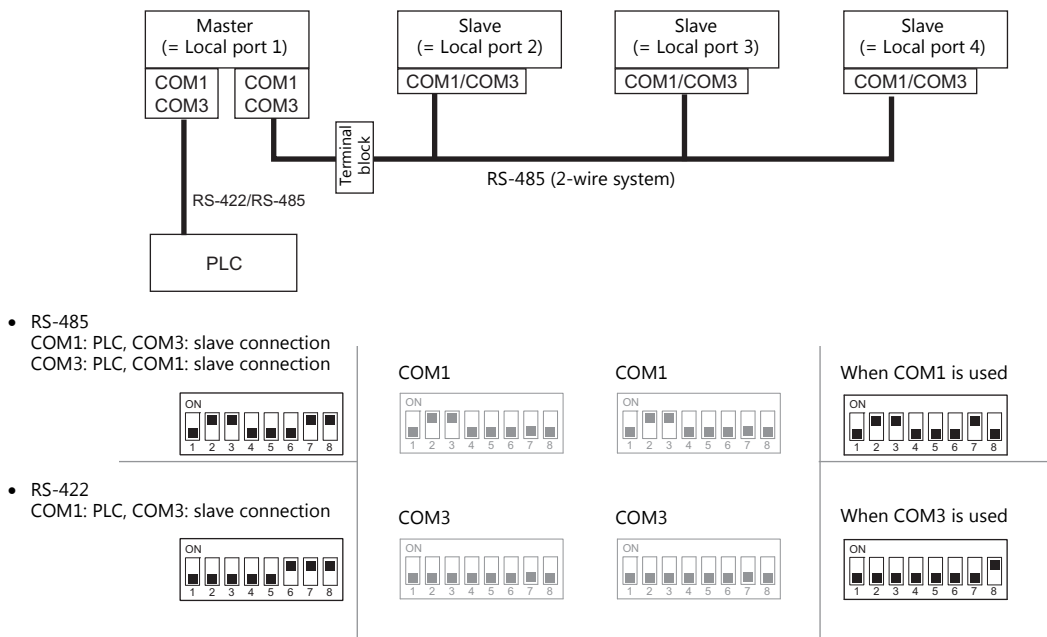 Master
(= Local port 1)
Slave
(= Local port 2)
Slave
(= Local port 3)
Slave
(= Local port 4)
COM1
COM3
COM1
COM3
COM1/COM3
COM1/COM3
COM1/COM3
Terminal
block
RS-485 (2-wire system)
RS-422/RS-485
PLC
• RS-485
COM1: PLC, COM3: slave connection
COM3: PLC, COM1: slave connection
ON
1 2 3 4 5 6 7 8
COM1
ON
1 2 3 4 5 6 7 8
COM1
ON
1 2 3 4 5 6 7 8
When COM1 is used
ON
1 2 3 4 5 6 7 8
• RS-422
COM1: PLC, COM3: slave connection
ON
1 2 3 4 5 6 7 8
COM3
ON
1 2 3 4 5 6 7 8
COM3
ON
1 2 3 4 5 6 7 8
When COM3 is used
ON
1 2 3 4 5 6 7 8